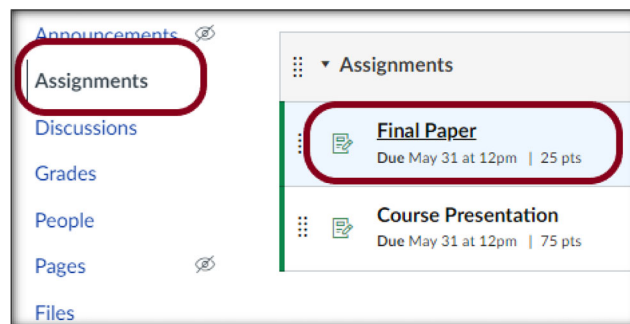 Announcements
Assignments
Discussions
Grades
People
Pages
Files
Assignments
Final Paper
Due May 31 at 12pm | 25 pts
Course Presentation
Due May 31 at 12pm | 75 pts